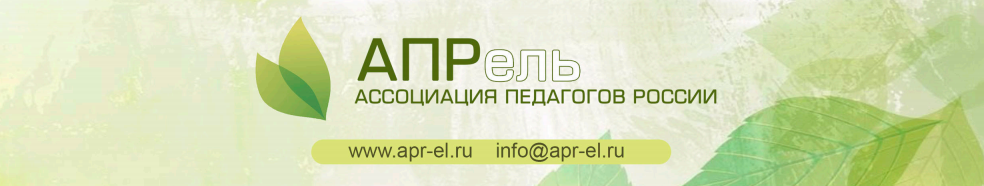 АПРель
АССОЦИАЦИЯ ПЕДАГОГОВ РОССИИ
www.apr-el.ru info@apr-el.ru